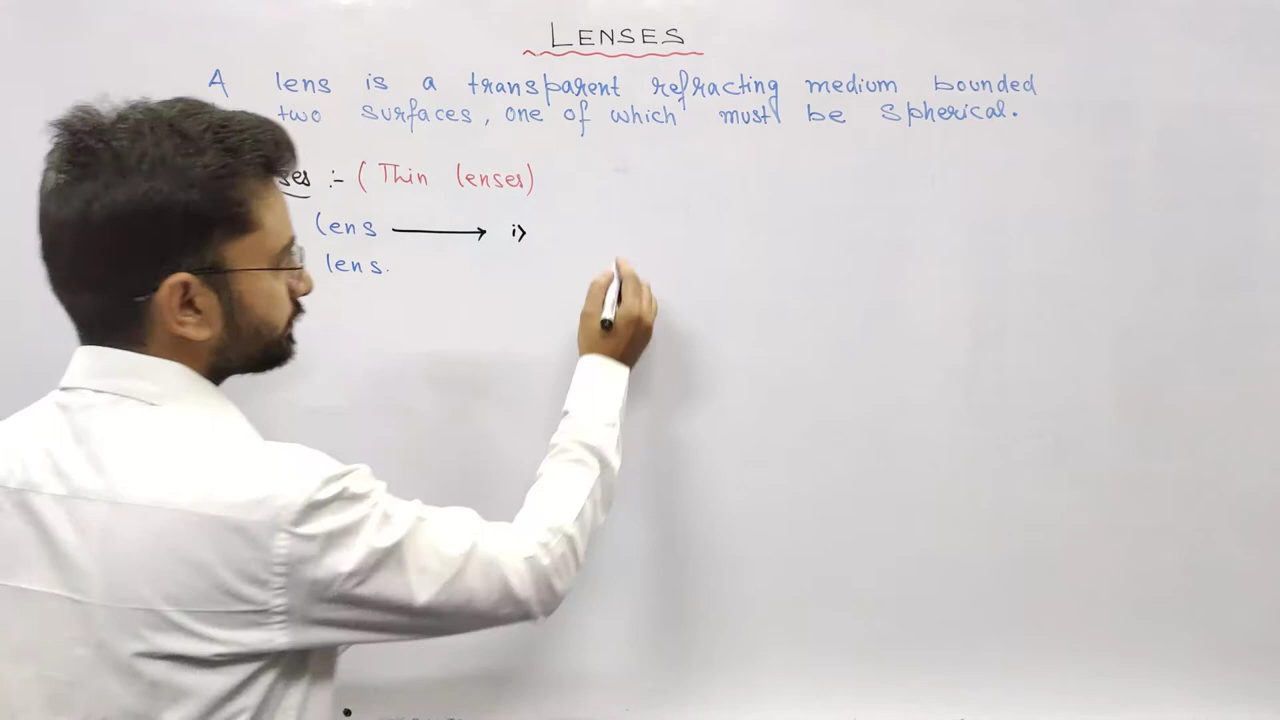 LENSES
A lens is a transparent refracting medium bounded
two surfaces, one of which must be Spherical.
:- (Thin lenses)
lens ⟶ i>
lens.